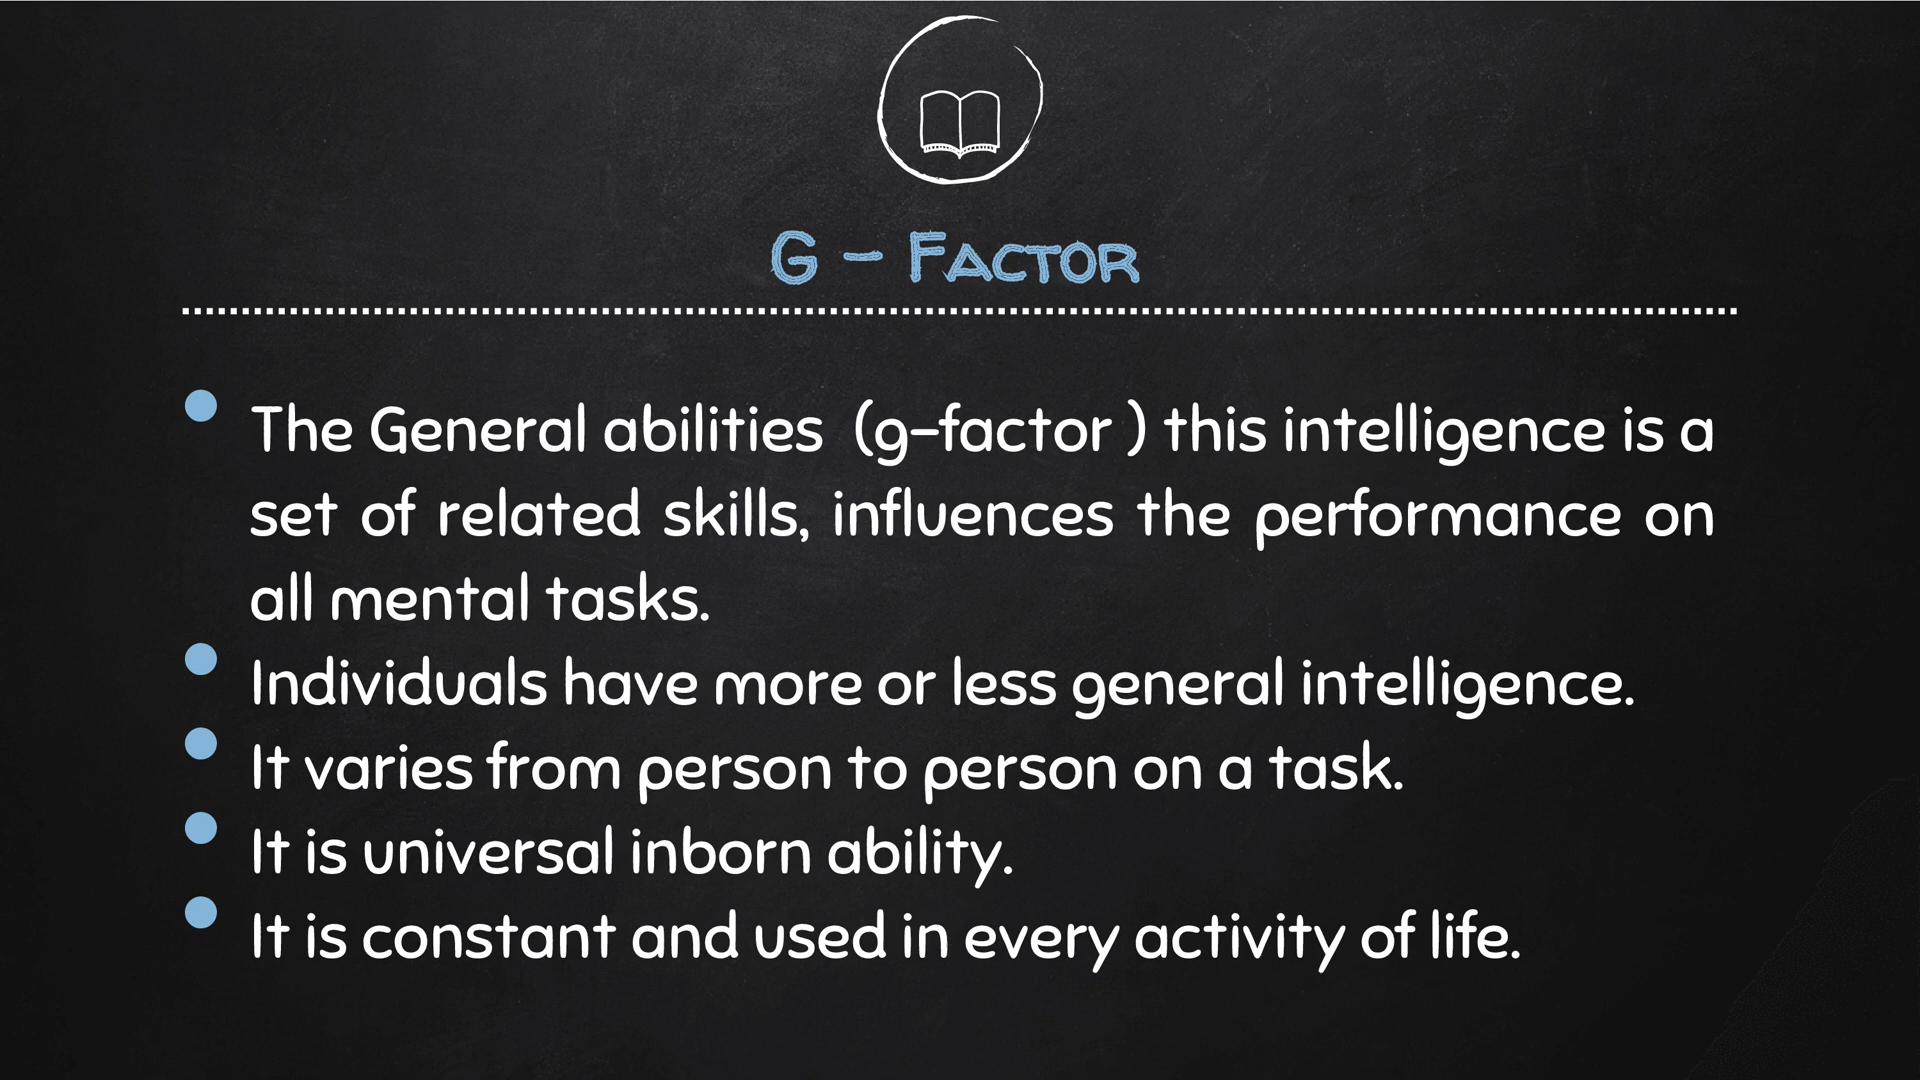 G - Factor
The General abilities (g-factor ) this intelligence is a
set of related skills, influences the performance on
all mental tasks.
Individuals have more or less general intelligence.
It varies from person to person on a task.
It is universal inborn ability.
It is constant and used in every activity of life.